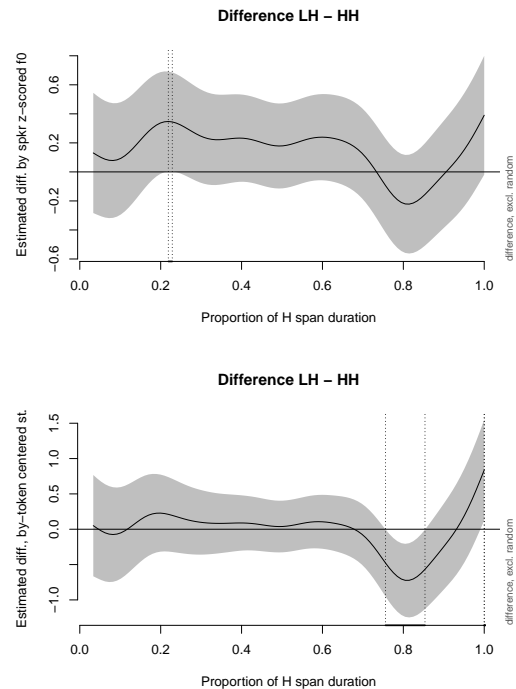 Difference LH − HH
Estimated diff. by spkr z−scored f0
0.6
0.2
−0.2
−0.6
0.0 0.2 0.4 0.6 0.8 1.0
Proportion of H span duration
difference, excl. random
Difference LH − HH
Estimated diff., by−token centered st.
1.5
1.0
0.5
0.0
−1.0
0.0 0.2 0.4 0.6 0.8 1.0
Proportion of H span duration
difference, excl. random